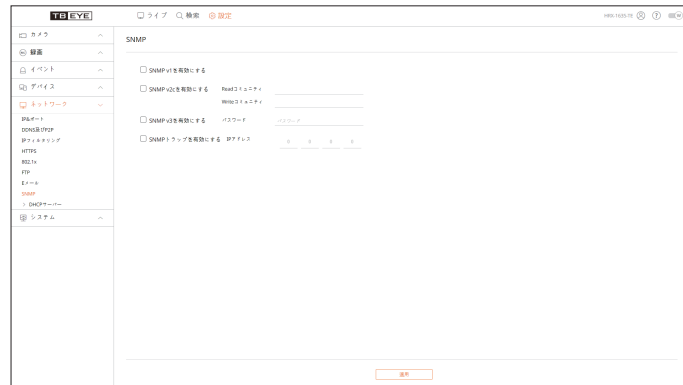 TB EYE
ライブ 検索 設定
HRX-1635-TE
カメラ
録画
イベント
デバイス
ネットワーク
IP&ポート
DDNS及びP2P
IPフィルタリング
HTTPS
802.1x
FTP
Eメール
SNMP
DHCPサーバー
システム
SNMP
SNMP v1を有効にする
SNMP v2cを有効にする Readコミュニティ
Writeコミュニティ
SNMP v3を有効にする パスワード パスワード
SNMPトラップを有効にする IPアドレス 0 0 0 0
適用